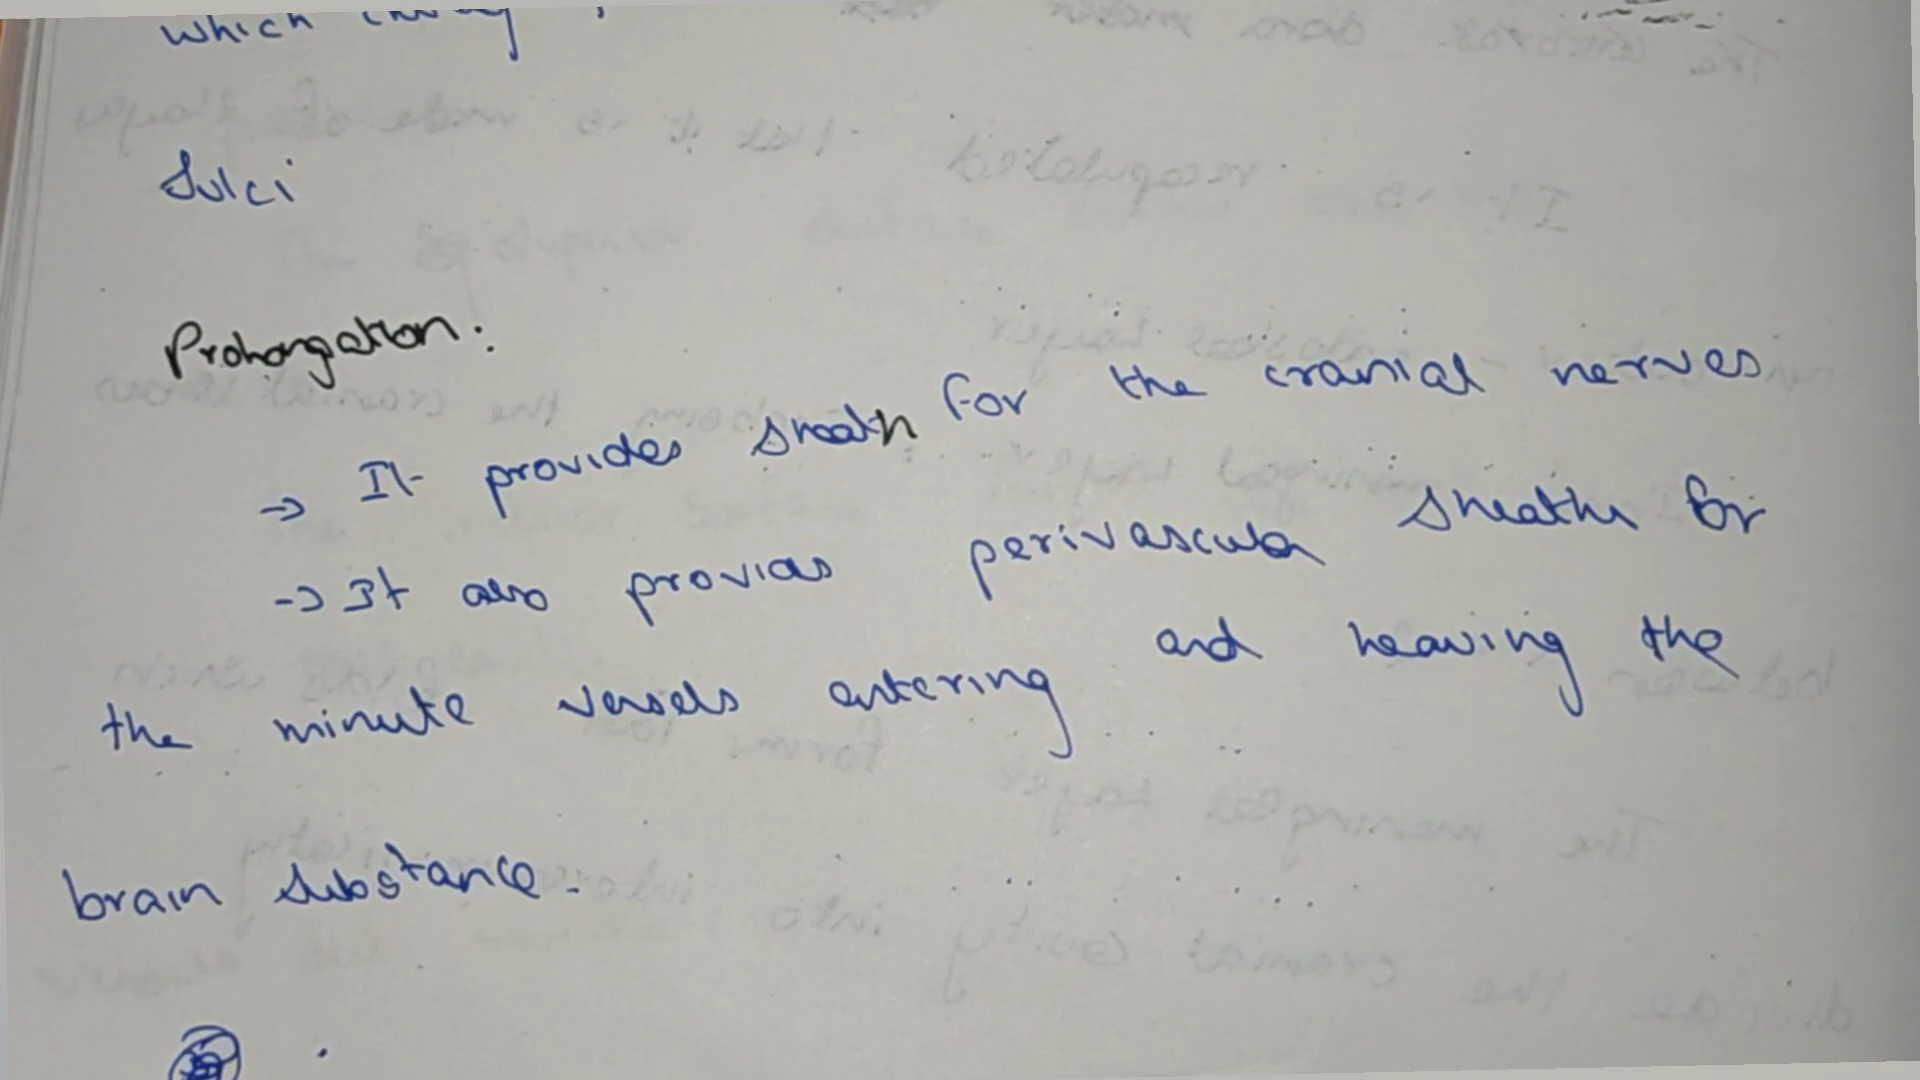 which
Sulci
Prolongation:
→ It provides sheath for the cranial nerves
→ It also provides perivascular sheaths for
the minute vessels entering and leaving the
brain substance.